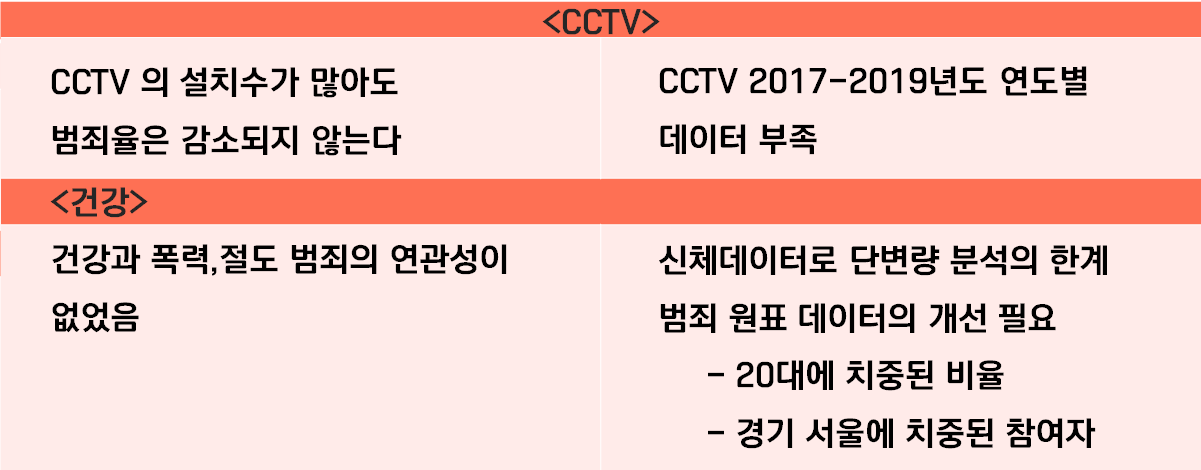 <CCTV>
CCTV 의 설치수가 많아도
범죄율은 감소되지 않는다
CCTV 2017-2019년도 연도별
데이터 부족
<건강>
건강과 폭력,절도 범죄의 연관성이
없었음
신체데이터로 단변량 분석의 한계
범죄 원표 데이터의 개선 필요
- 20대에 치중된 비율
- 경기 서울에 치중된 참여자